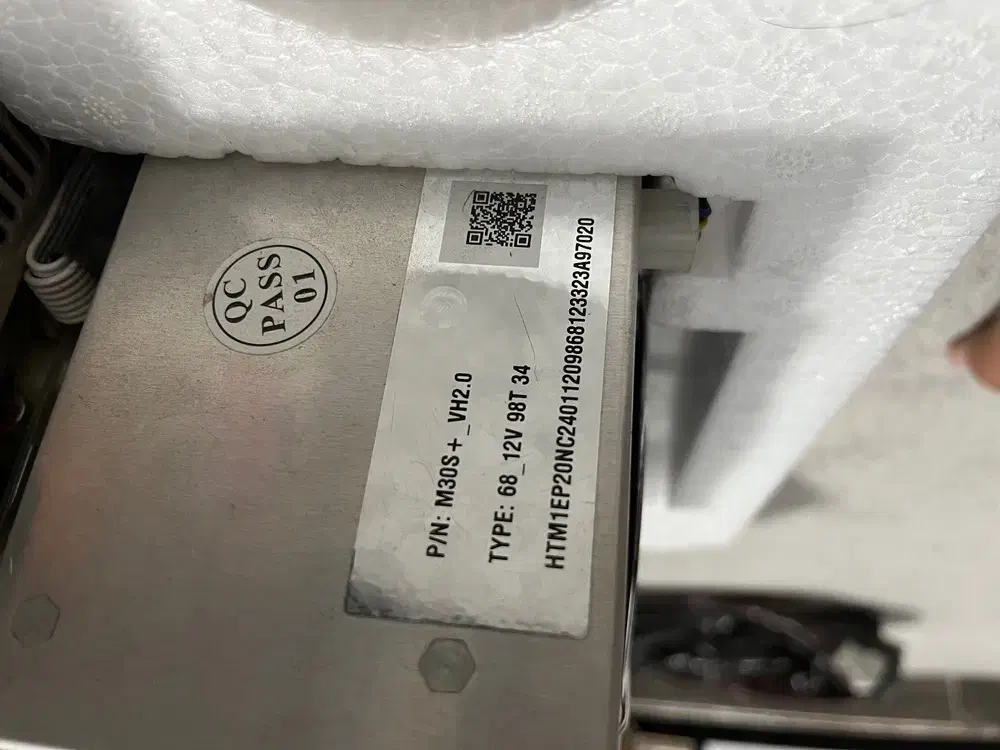 QC
PASS
01
P/N: M30S+_VH2.0
TYPE: 68_12V 98T 34
HTM1EP20NC24011209868123323A97020